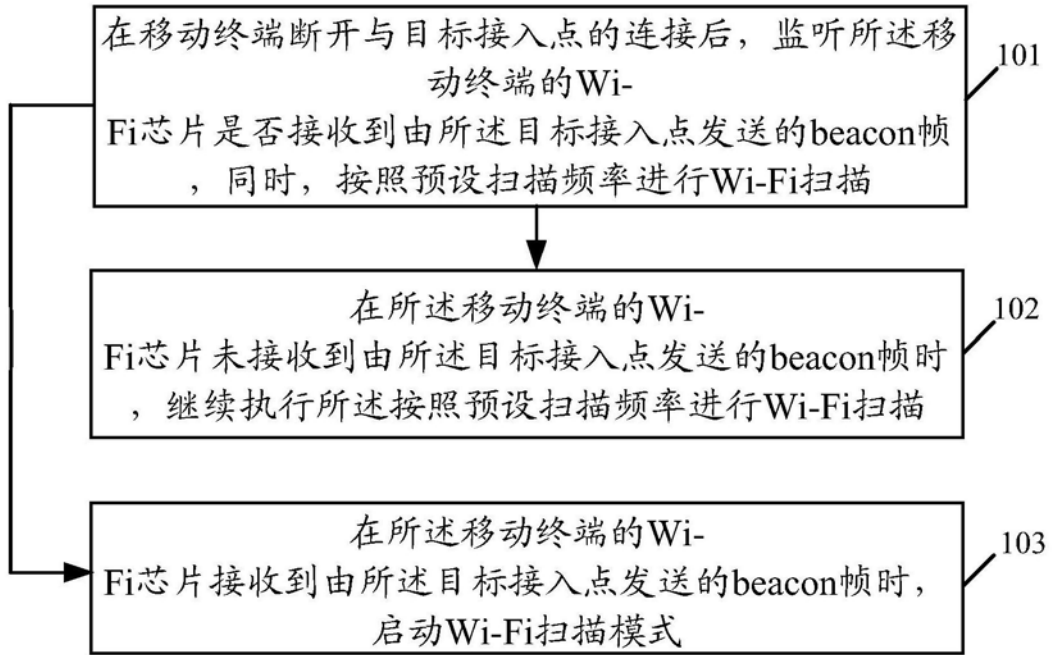 在移动终端断开与目标接入点的连接后，监听所述移
动终端的Wi-
Fi芯片是否接收到由所述目标接入点发送的beacon帧
，同时，按照预设扫描频率进行Wi-Fi扫描
101
在所述移动终端的Wi-
Fi芯片未接收到由所述目标接入点发送的beacon帧时
，继续执行所述按照预设扫描频率进行Wi-Fi扫描
102
在所述移动终端的Wi-
Fi芯片接收到由所述目标接入点发送的beacon帧时，
启动Wi-Fi扫描模式
103